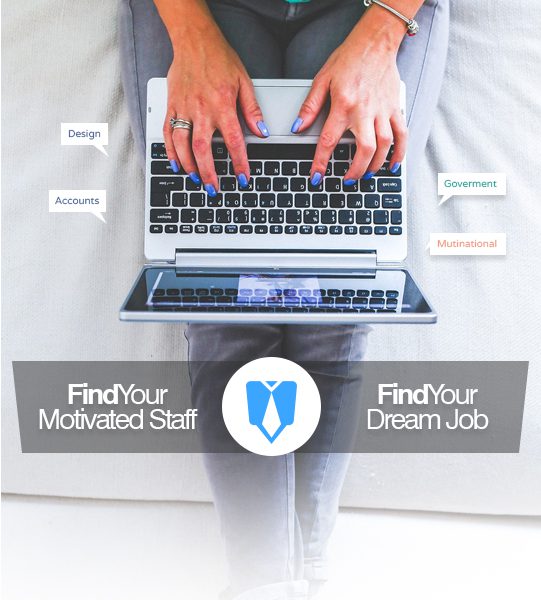 Design
Accounts
Goverment
Mutinational
FindYour
Motivated Staff
FindYour
Dream Job